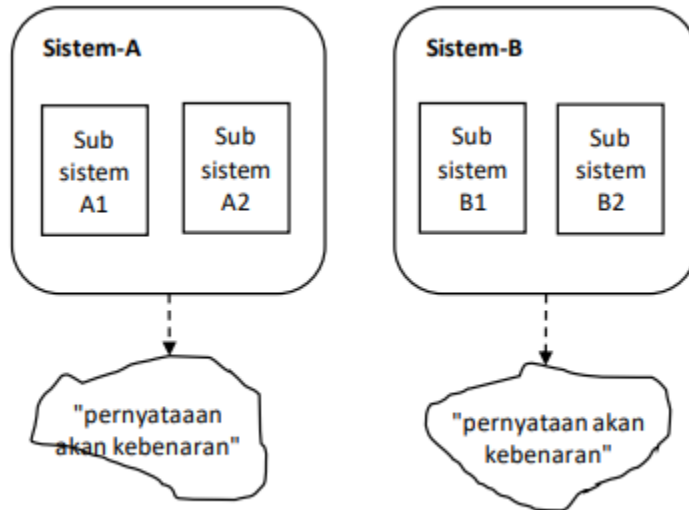 Sistem-A
Sub
sistem
A1
Sub
sistem
A2
"pernyataaan
akan kebenaran"
Sistem-B
Sub
sistem
B1
Sub
sistem
B2
"pernyataan akan
kebenaran"